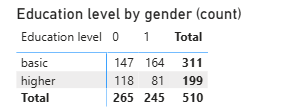 Education level by gender (count)
Education level 0 1 Total
basic 147 164 311
higher 118 81 199
Total 265 245 510